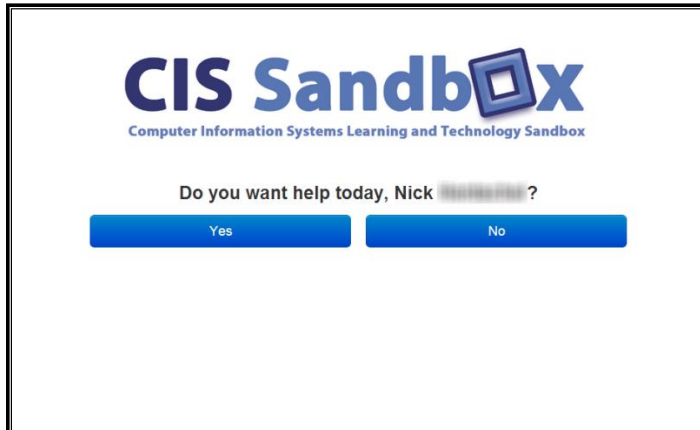 CIS Sandbox
Computer Information Systems Learning and Technology Sandbox
Do you want help today, Nick ?
Yes No